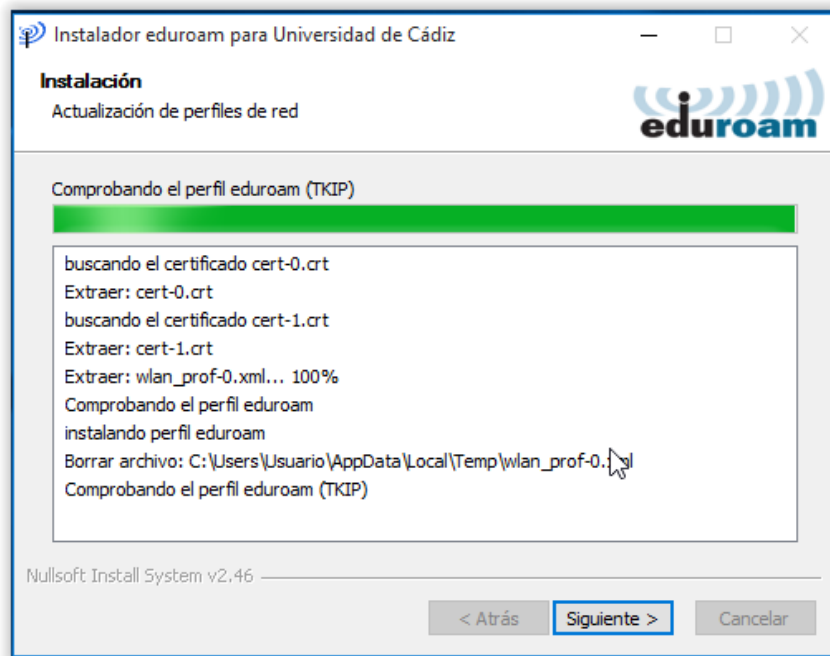 Instalador eduroam para Universidad de Cádiz
Instalación
Actualización de perfiles de red
eduroam
Comprobando el perfil eduroam (TKIP)
buscando el certificado cert-0.crt
Extraer: cert-0.crt
buscando el certificado cert-1.crt
Extraer: cert-1.crt
Extraer: wlan_prof-0.xml... 100%
Comprobando el perfil eduroam
instalando perfil eduroam
Borrar archivo: C:\Users\Usuario\AppData\Local\Temp\wlan_prof-0.xml
Comprobando el perfil eduroam (TKIP)
Nullsoft Install System v2.46
< Atrás
Siguiente >
Cancelar